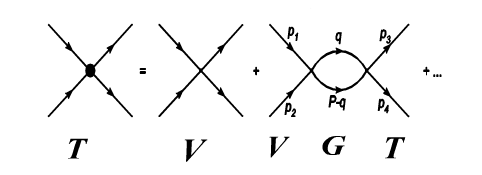 p1 q p3
= + + ...
p2 P-q p4
T V V G T